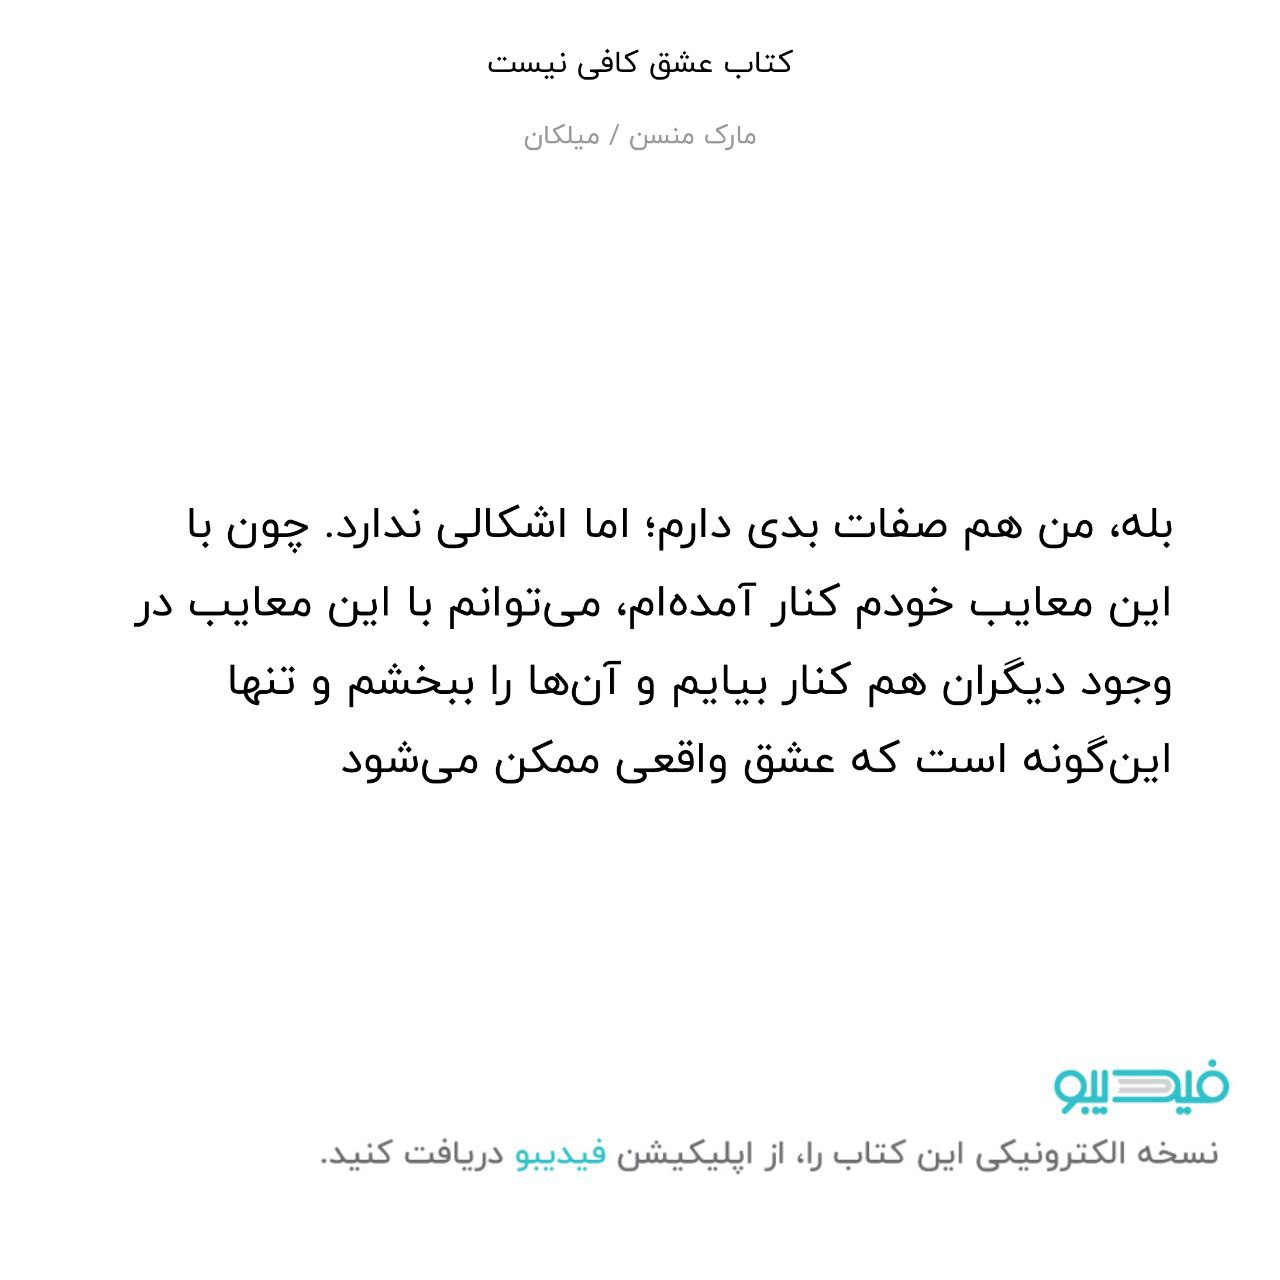 کتاب عشق کافی نیست
مارک منسن / میلکان
بله، من هم صفات بدی دارم؛ اما اشکالی ندارد. چون با
این معایب خودم کنار آمده‌ام، می‌توانم با این معایب در
وجود دیگران هم کنار بیایم و آن‌ها را ببخشم و تنها
این‌گونه است که عشق واقعی ممکن می‌شود
فیدیبو
نسخه الکترونیکی این کتاب را، از اپلیکیشن فیدیبو دریافت کنید.